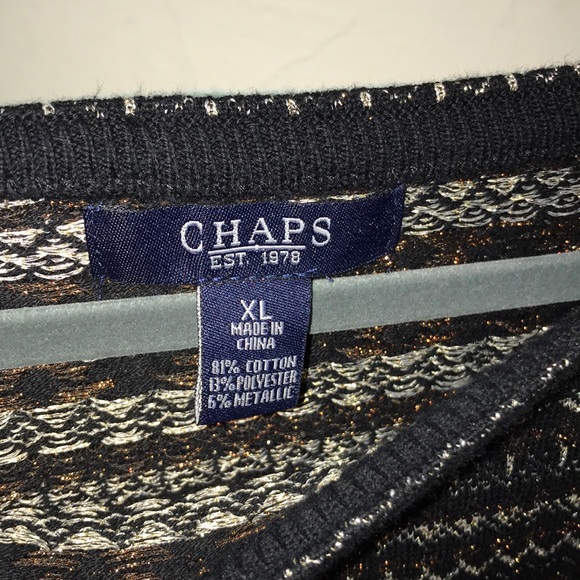 CHAPS
EST. 1978
XL
MADE IN
CHINA
81% COTTON
13% POLYESTER
6% METALLIC